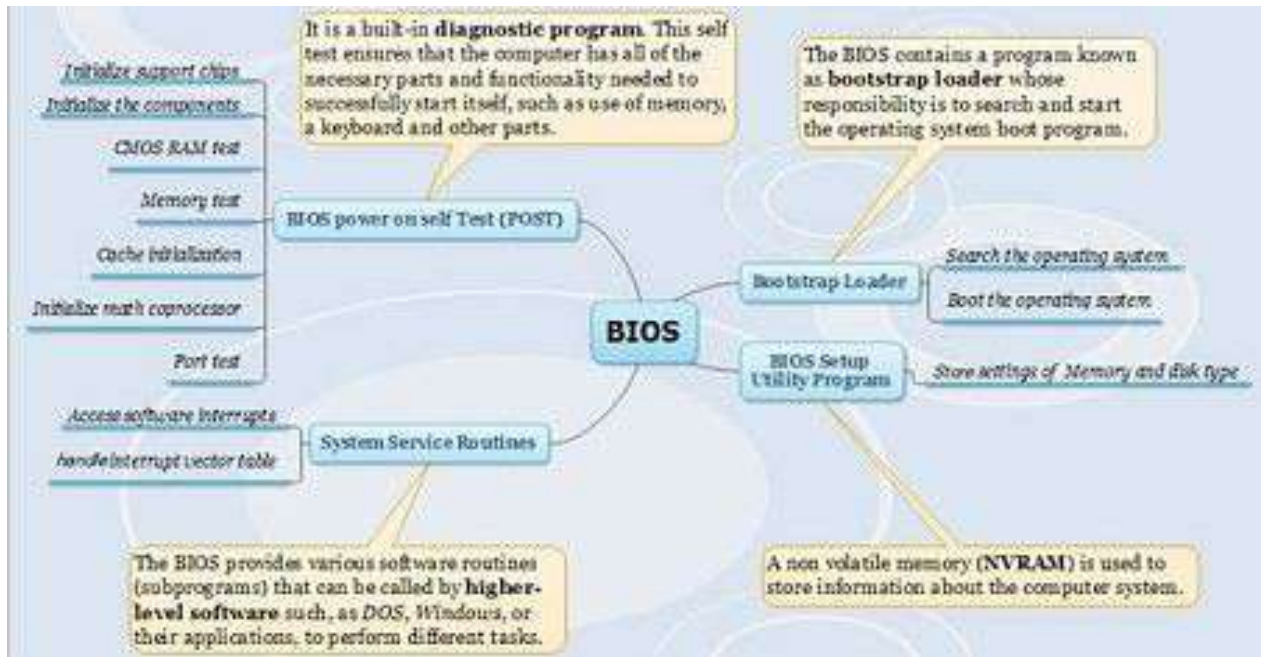 It is a built-in diagnostic program. This self
test ensures that the computer has all of the
necessary parts and functionality needed to
successfully start itself, such as use of memory,
a keyboard and other parts.
The BIOS contains a program known
as bootstrap loader whose
responsibility is to search and start
the operating system boot program.
Initialize support chips
Initialize the components
CMOS RAM test
Memory test
Cache initialization
Initialize math coprocessor
Port test
BIOS power on self Test (POST)
Bootstrap Loader
Search the operating system
Boot the operating system
BIOS
BIOS Setup
Utility Program
Store settings of Memory and disk type
Access software interrupts
handle interrupt vector table
System Service Routines
The BIOS provides various software routines
(subprograms) that can be called by higher-
level software such, as DOS, Windows, or
their applications, to perform different tasks.
A non volatile memory (NVRAM) is used to
store information about the computer system.